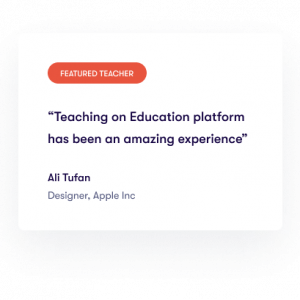 FEATURED TEACHER
“Teaching on Education platform
has been an amazing experience”
Ali Tufan
Designer, Apple Inc